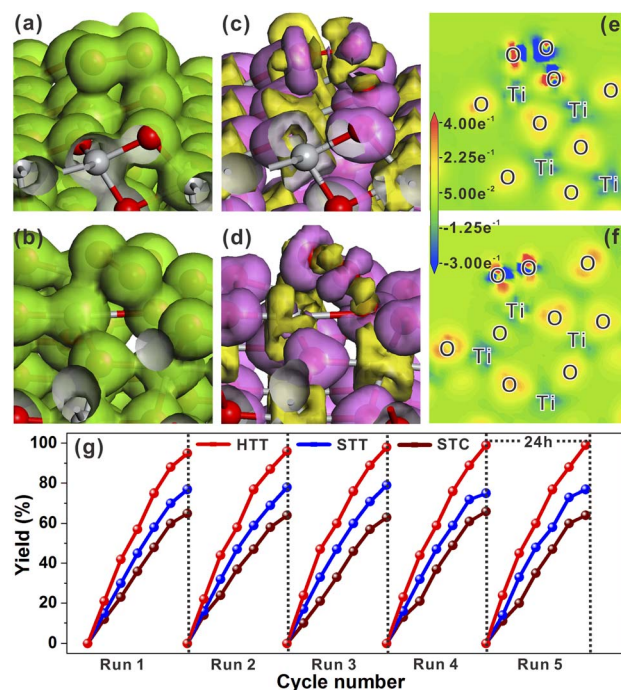 (a)
(c)
(e)
O O
O
Ti
O
O
Ti
O
O
Ti
O
O
Ti
4.00e⁻¹
-2.25e⁻¹
-5.00e⁻²
-1.25e⁻¹
-3.00e⁻¹
(b)
(d)
(f)
O O
O
Ti
O
O
O
Ti
O
Ti
O
O
Ti
(g)
HTT STT STC 24h
Yield (%)
100
80
60
40
20
0
Run 1 Run 2 Run 3 Run 4 Run 5
Cycle number